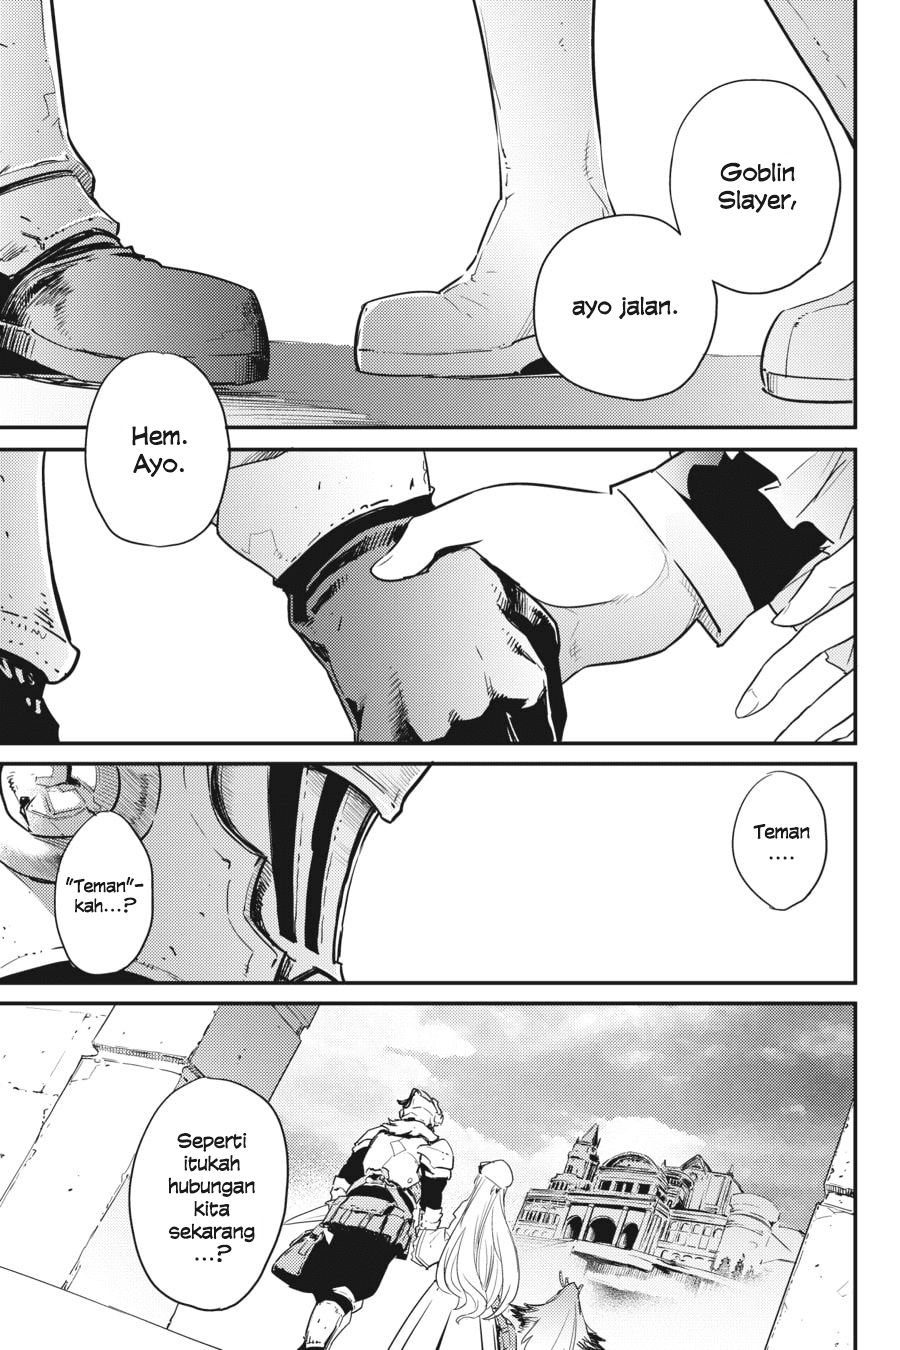 Goblin
Slayer,
ayo jalan.
Hem.
Ayo.
Teman
....
"Teman"-
kah...?
Seperti
itukah
hubungan
kita
sekarang
...?